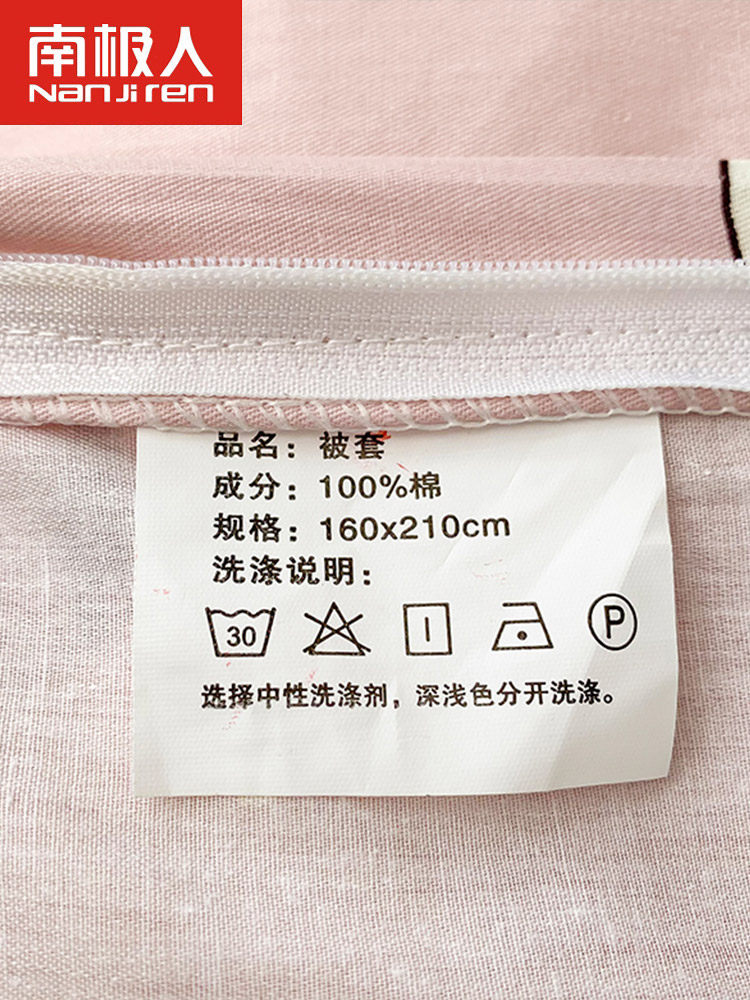 南极人
Nanjiren
品名：被套
成分：100%棉
规格：160x210cm
洗涤说明：
30
P
选择中性洗涤剂，深浅色分开洗涤。